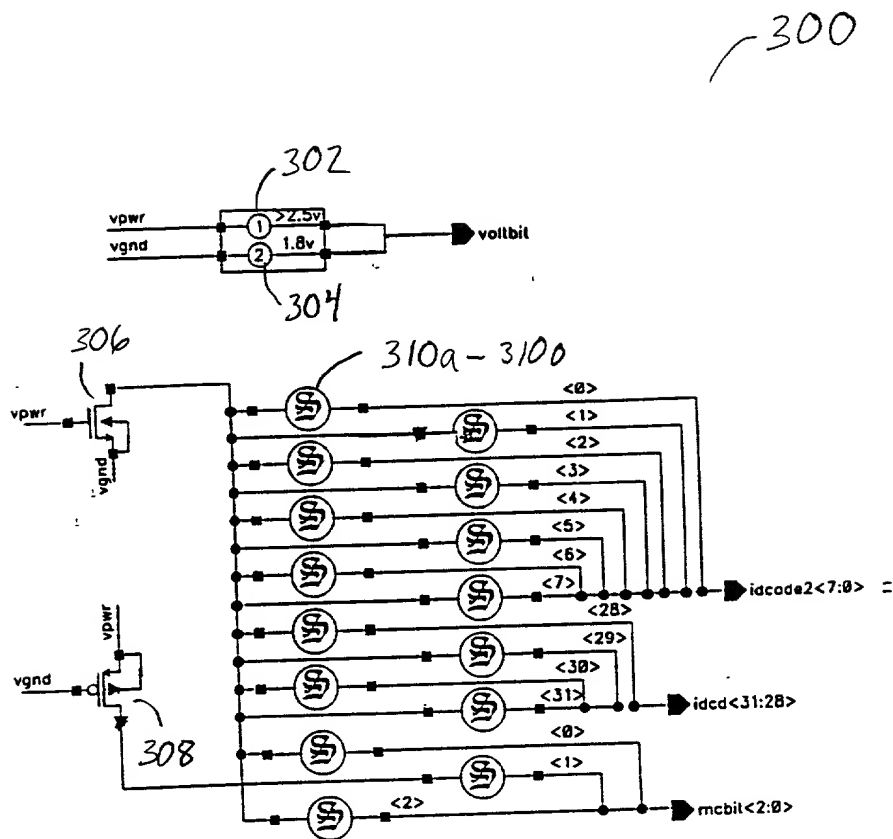 300
302
vpwr
>2.5v
1
voltbit
vgnd
1.8v
2
304
306
310a-310o
vpwr
vgnd
<0>
<1>
<2>
<3>
<4>
<5>
<6>
<7>
idcode2<7:0>
<28>
vpwr
<29>
vgnd
<30>
<31>
idcd<31:28>
308
<0>
<1>
<2>
mcbit<2:0>